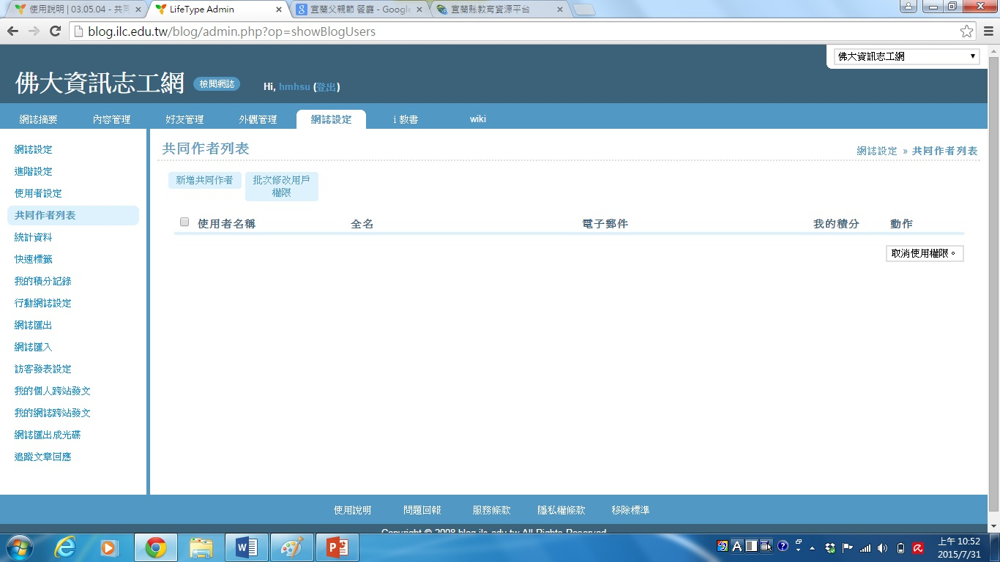 使用說明 | 03.05.04 - 共同
LifeType Admin
宜蘭父親節 餐廳 - Google
宜蘭縣教育資源平台
blog.ilc.edu.tw/blog/admin.php?op=showBlogUsers
佛大資訊志工網
佛大資訊志工網
檢閱網誌
Hi, hmhsu (登出)
網誌摘要
內容管理
好友管理
外觀管理
網誌設定
i 教書
wiki
網誌設定
進階設定
使用者設定
共同作者列表
統計資料
快速標籤
我的積分記錄
行動網誌設定
網誌匯出
網誌匯入
訪客發表設定
我的個人跨站發文
我的網誌跨站發文
網誌匯出成光碟
追蹤文章回應
共同作者列表
網誌設定 » 共同作者列表
新增共同作者
批次修改用戶
權限
使用者名稱
全名
電子郵件
我的積分
動作
取消使用權限。
使用說明
問題回報
服務條款
隱私權條款
移除標準
Copyright © 2008 blog.ilc.edu.tw All Rights Reserved
上午 10:52
2015/7/31